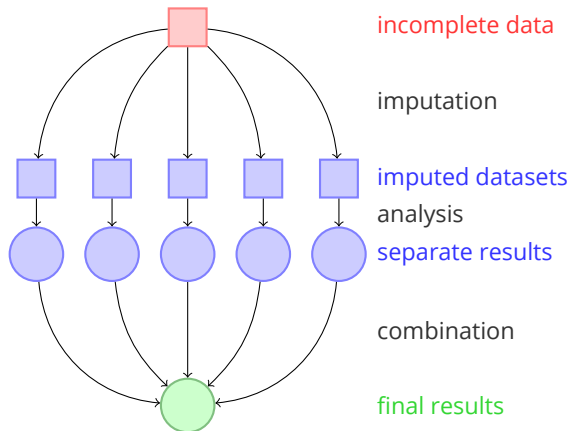 incomplete data
imputation
imputed datasets
analysis
separate results
combination
final results